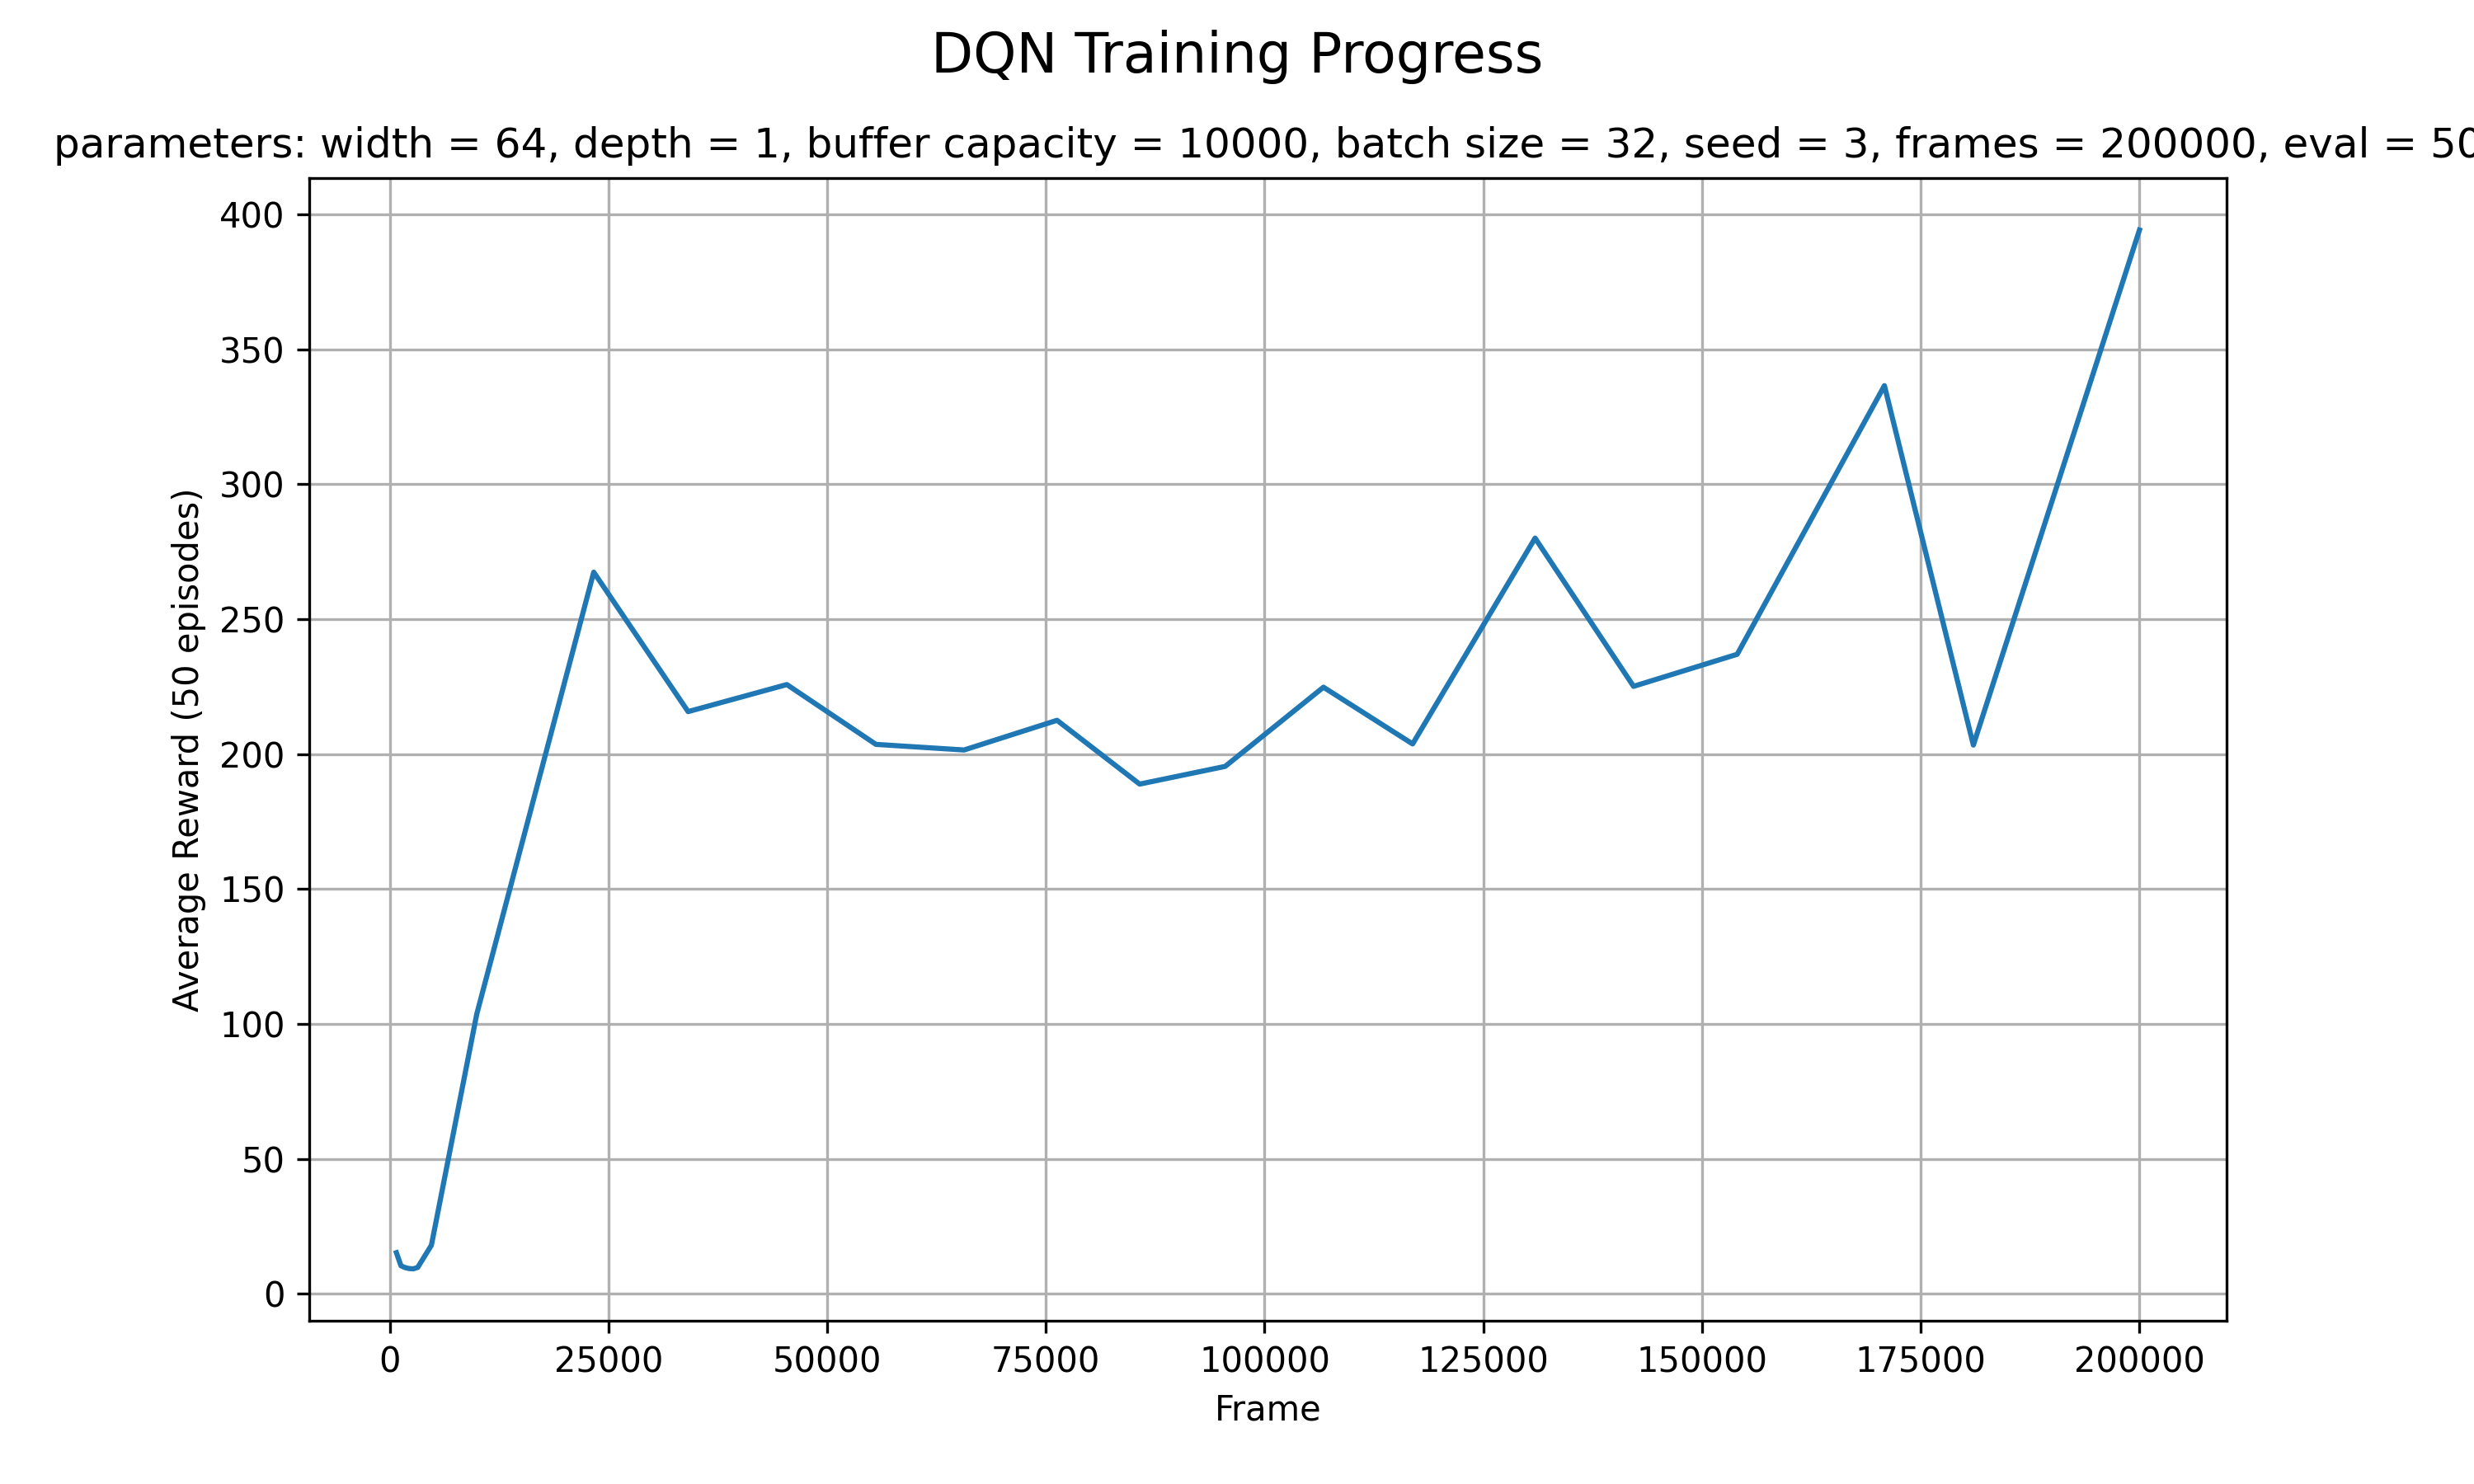 DQN Training Progress
parameters: width = 64, depth = 1, buffer capacity = 10000, batch size = 32, seed = 3, frames = 200000, eval = 50
400
350
300
250
200
150
100
50
0
Average Reward (50 episodes)
0 25000 50000 75000 100000 125000 150000 175000 200000
Frame